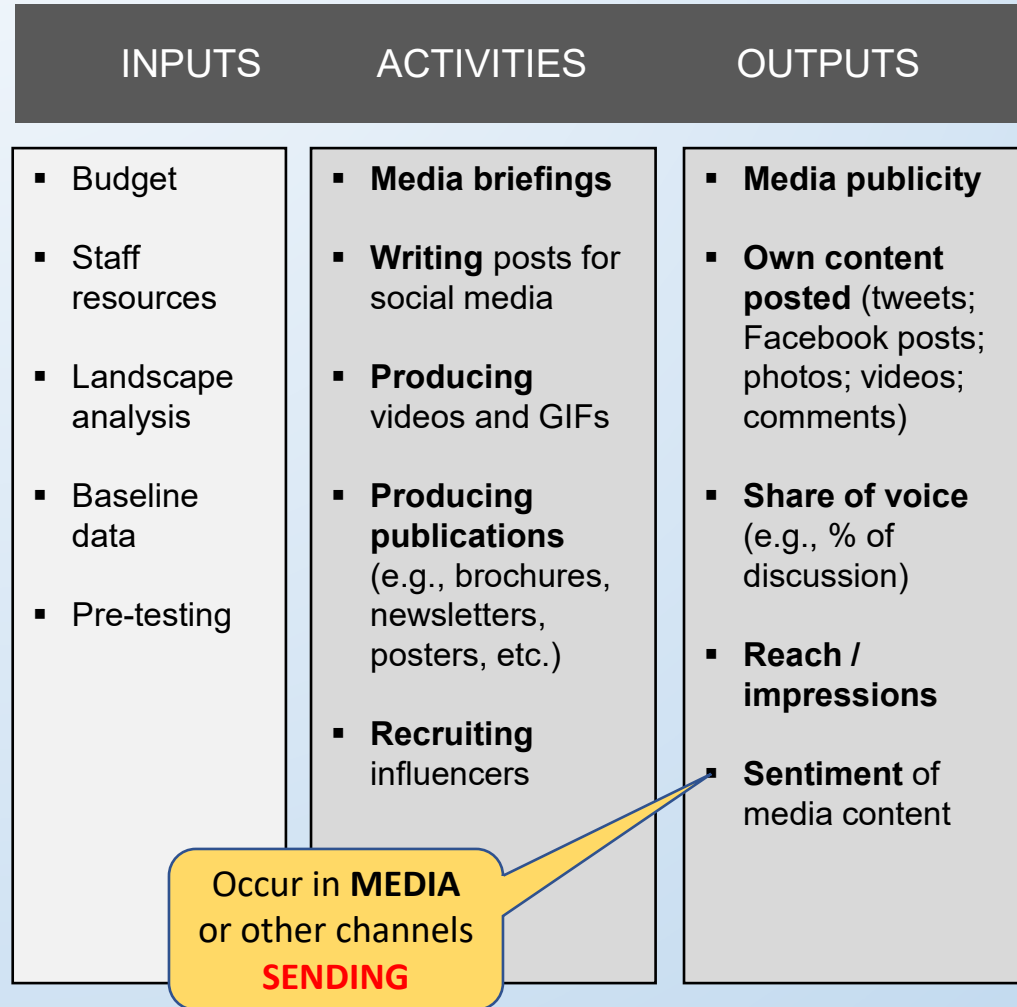 INPUTS
ACTIVITIES
OUTPUTS
▪ Budget
▪ Staff
resources
▪ Landscape
analysis
▪ Baseline
data
▪ Pre-testing
▪ Media briefings
▪ Writing posts for
social media
▪ Producing
videos and GIFs
▪ Producing
publications
(e.g., brochures,
newsletters,
posters, etc.)
▪ Recruiting
influencers
▪ Media publicity
▪ Own content
posted (tweets;
Facebook posts;
photos; videos;
comments)
▪ Share of voice
(e.g., % of
discussion)
▪ Reach /
impressions
▪ Sentiment of
media content
Occur in MEDIA
or other channels
SENDING